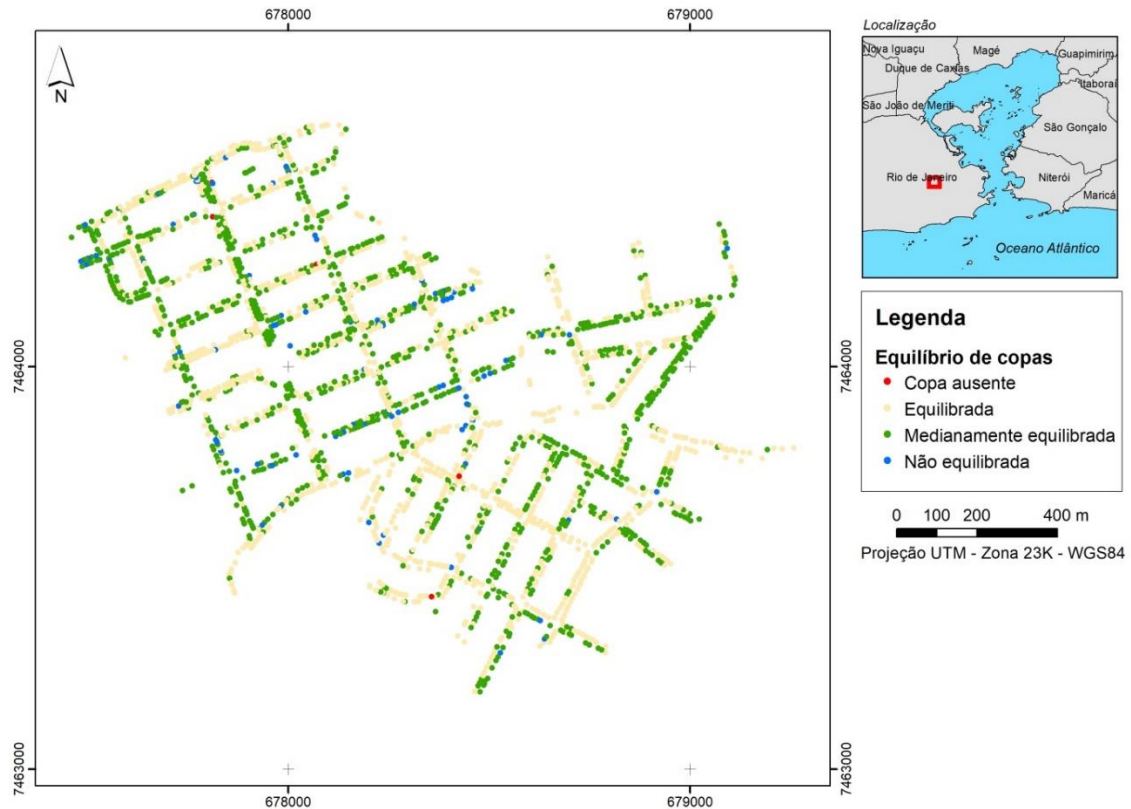 678000
679000
N
7464000
7464000
7463000
7463000
678000
679000
Localização
Nova Iguaçu
Magé
Guapimirim
Duque de Caxias
Itaboraí
São João de Meriti
São Gonçalo
Rio de Janeiro
Niterói
Maricá
Oceano Atlântico
Legenda
Equilíbrio de copas
Copa ausente
Equilibrada
Medianamente equilibrada
Não equilibrada
0 100 200 400 m
Projeção UTM - Zona 23K - WGS84